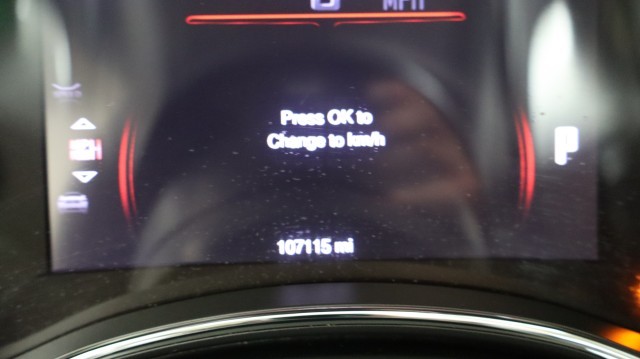 MPH
Press OK to
Change to km/h
P
107115 mi